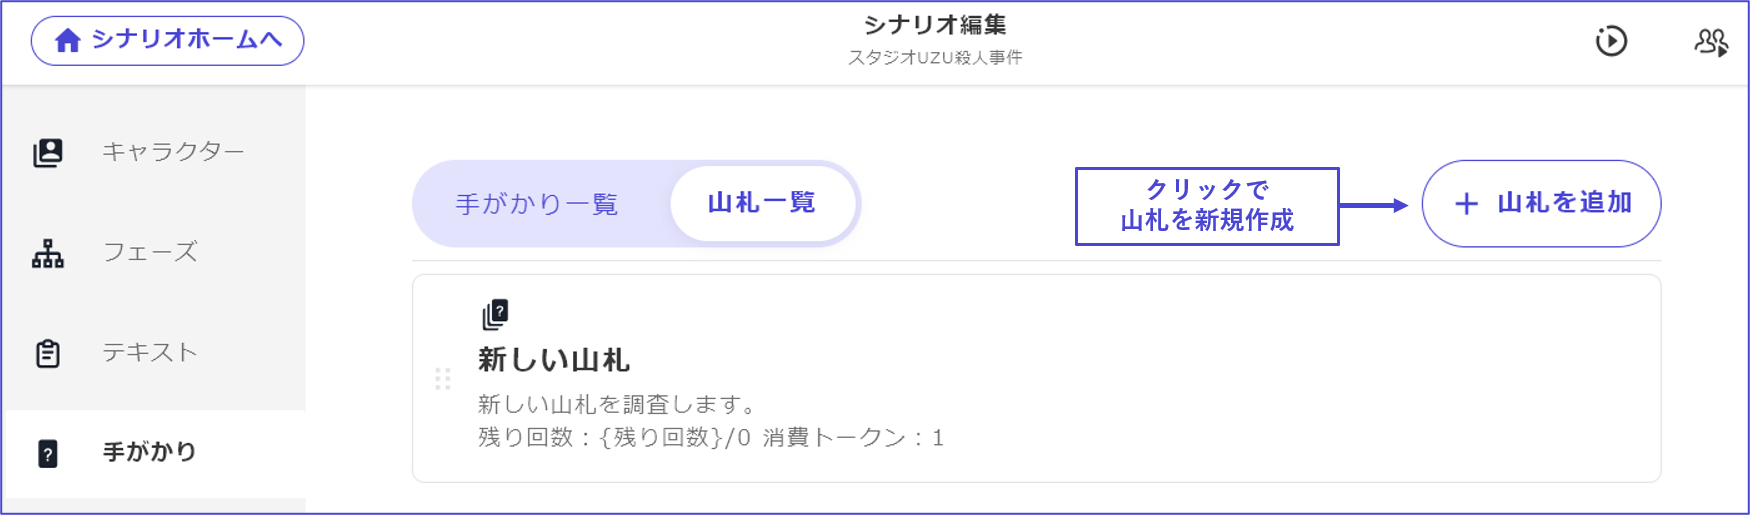 シナリオホームへ
シナリオ編集
スタジオUZU殺人事件
キャラクター
フェーズ
テキスト
手がかり
手がかり一覧
山札一覧
クリックで
山札を新規作成
＋ 山札を追加
?
新しい山札
新しい山札を調査します。
残り回数：{残り回数}/0 消費トークン：1
?